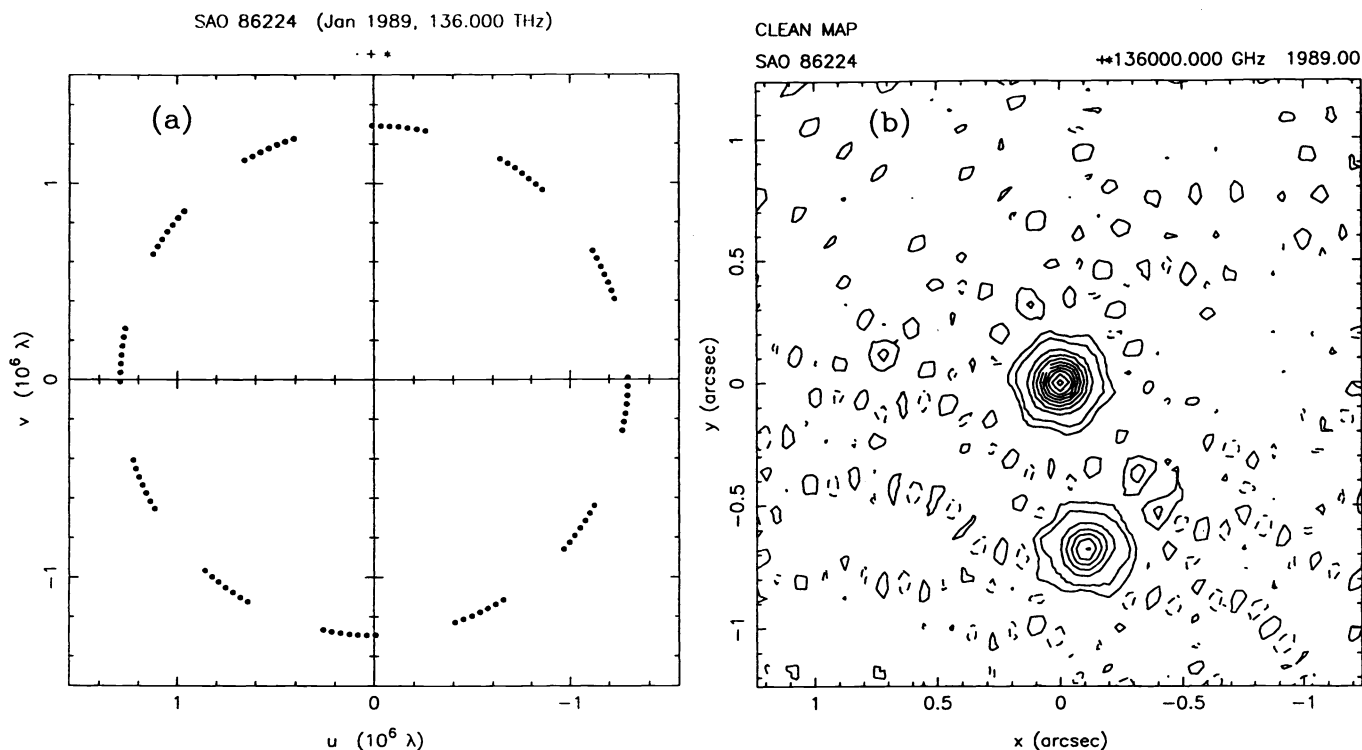 SAO 86224 (Jan 1989, 136.000 THz)
· + *
(a)
1
0
-1
v (10⁶ λ)
1
0
-1
u (10⁶ λ)
CLEAN MAP
SAO 86224 +*136000.000 GHz 1989.00
(b)
1
0.5
0
-0.5
-1
y (arcsec)
1
0.5
0
-0.5
-1
x (arcsec)